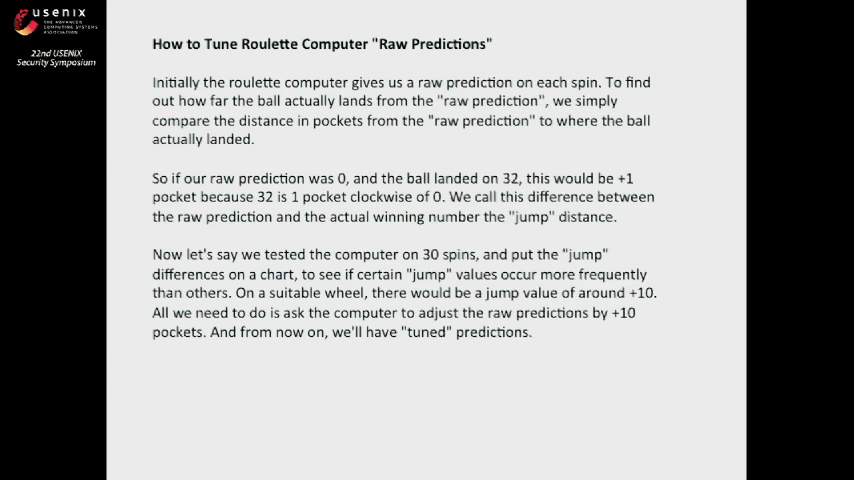 usenix
THE ADVANCED
COMPUTING SYSTEMS
ASSOCIATION
22nd USENIX
Security Symposium
How to Tune Roulette Computer "Raw Predictions"
Initially the roulette computer gives us a raw prediction on each spin. To find
out how far the ball actually lands from the "raw prediction", we simply
compare the distance in pockets from the "raw prediction" to where the ball
actually landed.
So if our raw prediction was 0, and the ball landed on 32, this would be +1
pocket because 32 is 1 pocket clockwise of 0. We call this difference between
the raw prediction and the actual winning number the "jump" distance.
Now let's say we tested the computer on 30 spins, and put the "jump"
differences on a chart, to see if certain "jump" values occur more frequently
than others. On a suitable wheel, there would be a jump value of around +10.
All we need to do is ask the computer to adjust the raw predictions by +10
pockets. And from now on, we'll have "tuned" predictions.